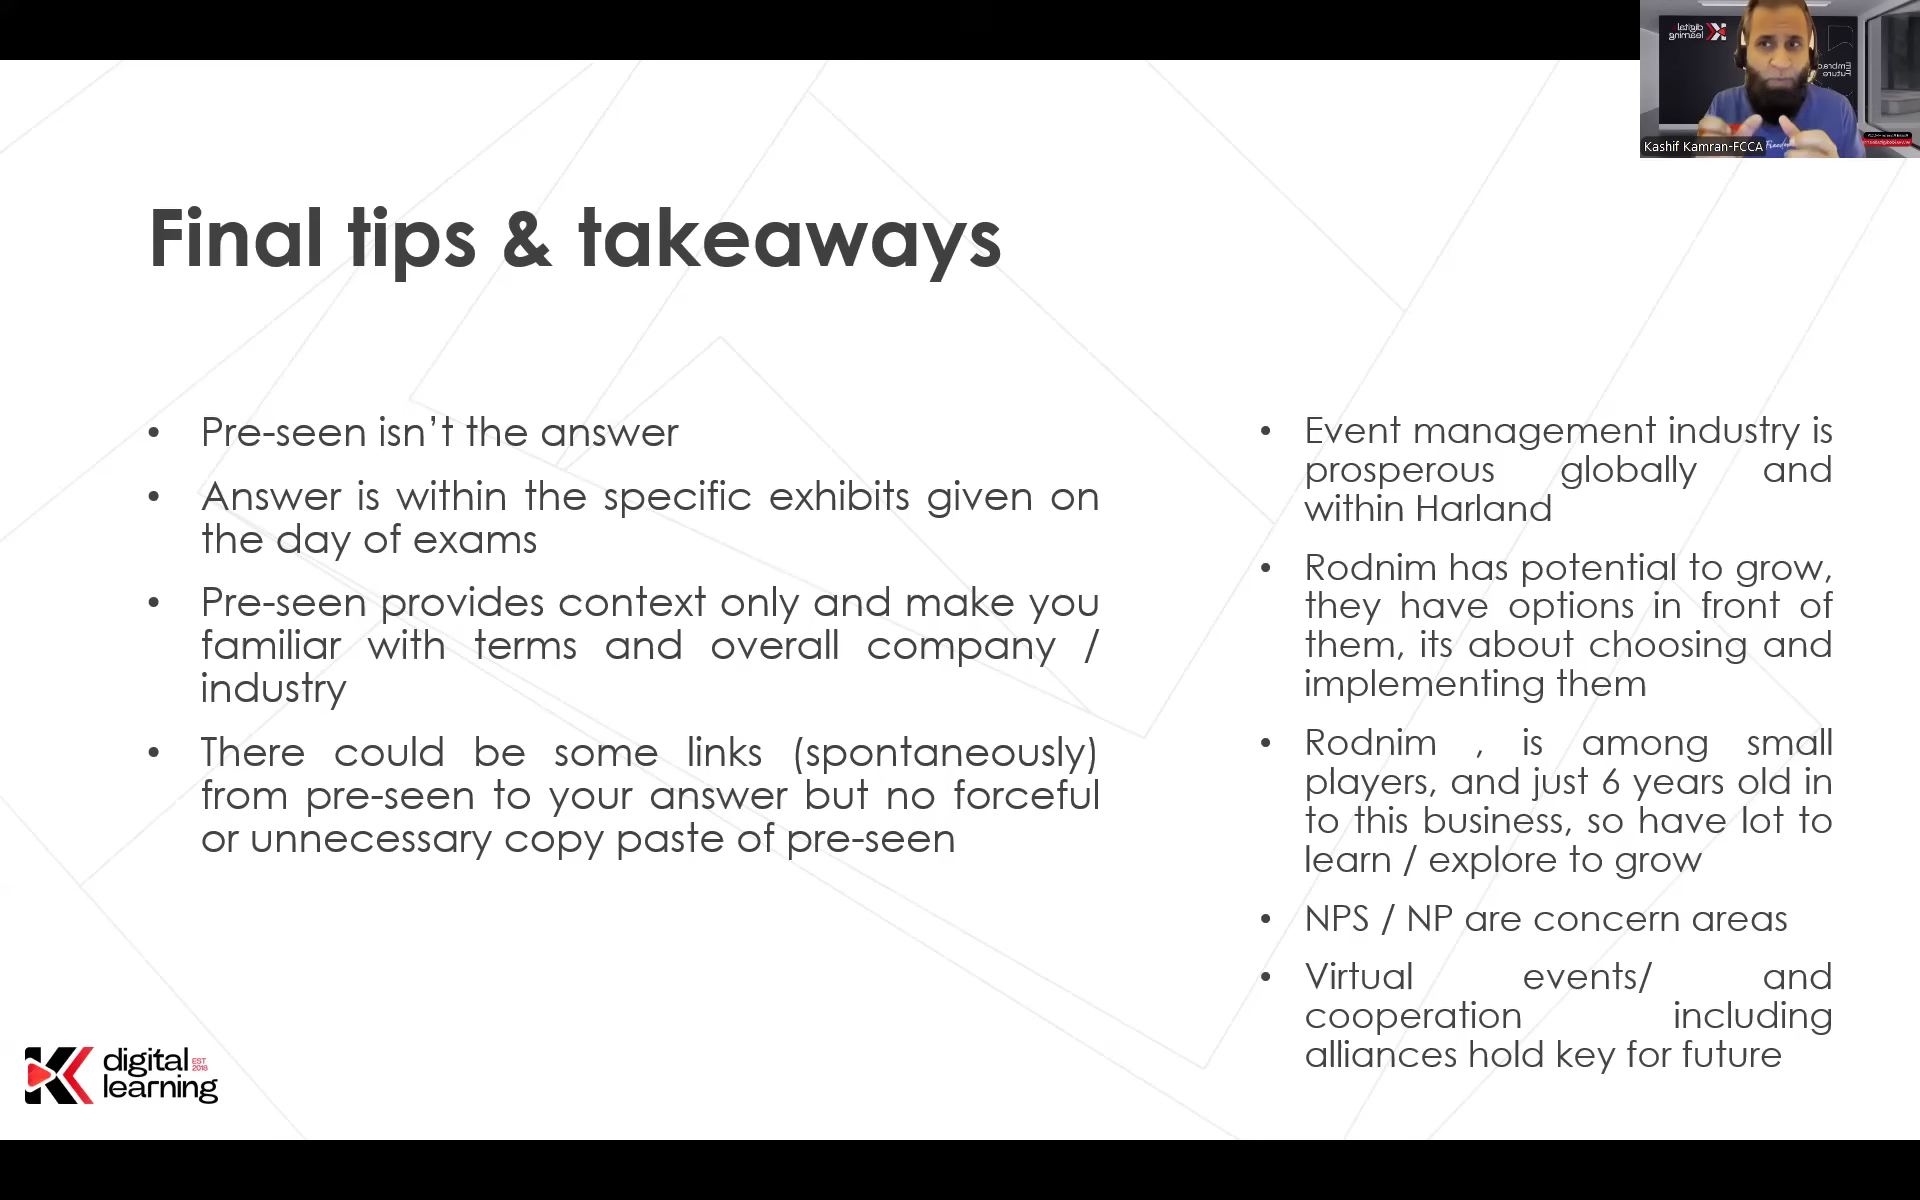 digital
learning
Kashif Kamran-FCCA
Freedom
Final tips & takeaways
• Pre-seen isn’t the answer
• Answer is within the specific exhibits given on
the day of exams
• Pre-seen provides context only and make you
familiar with terms and overall company /
industry
• There could be some links (spontaneously)
from pre-seen to your answer but no forceful
or unnecessary copy paste of pre-seen
• Event management industry is
prosperous globally and
within Harland
• Rodnim has potential to grow,
they have options in front of
them, its about choosing and
implementing them
• Rodnim , is among small
players, and just 6 years old in
to this business, so have lot to
learn / explore to grow
• NPS / NP are concern areas
• Virtual events/ and
cooperation including
alliances hold key for future
digital EST
2018
learning